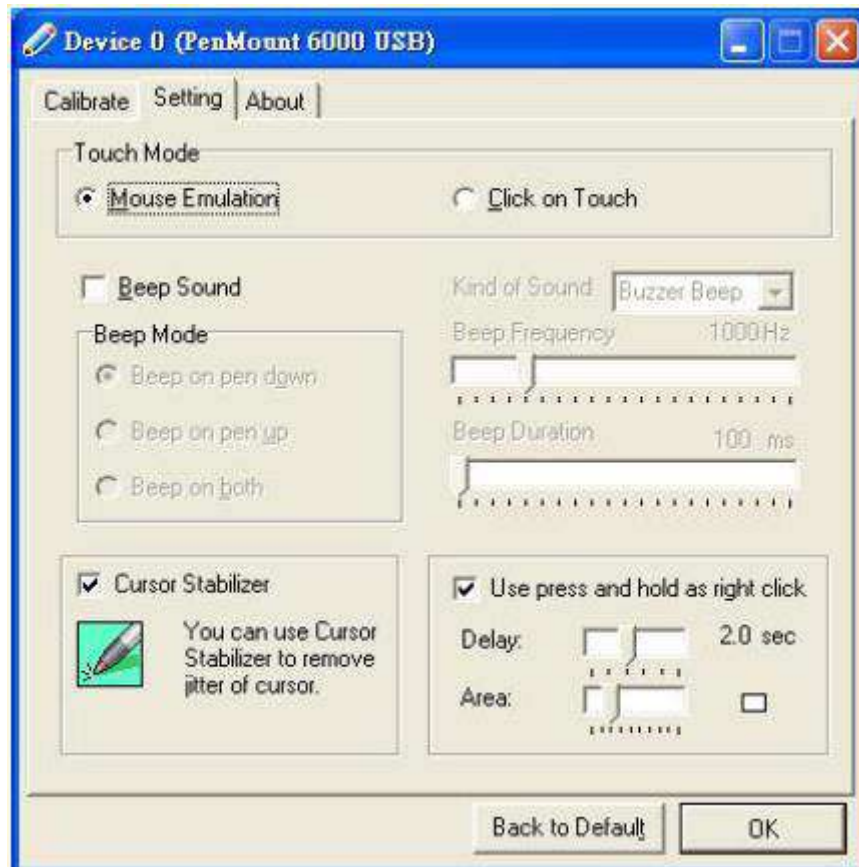 Device 0 (PenMount 6000 USB)
Calibrate Setting About
Touch Mode
Mouse Emulation Click on Touch
Beep Sound
Kind of Sound Buzzer Beep
Beep Mode
Beep Frequency 1000Hz
Beep on pen down
Beep on pen up
Beep on both
Beep Duration 100 ms
Cursor Stabilizer
You can use Cursor
Stabilizer to remove
jitter of cursor.
Use press and hold as right click
Delay: 2.0 sec
Area:
Back to Default OK